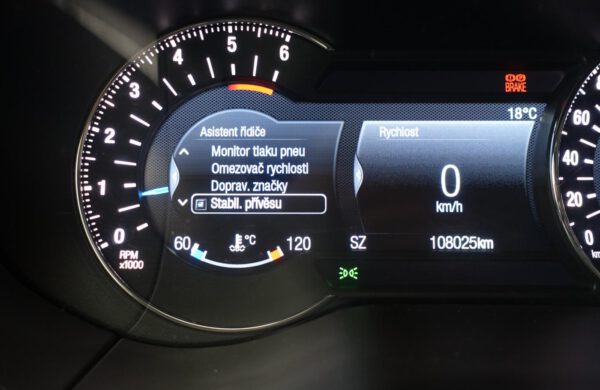 0
1
2
3
4
5
6
RPM
x1000
Asistent řidiče
Monitor tlaku pneu
Omezovač rychlosti
Doprav. značky
Stabil. přívěsu
60
°C
120
BRAKE
18°C
Rychlost
0
km/h
SZ
108025km
60
40
20
0